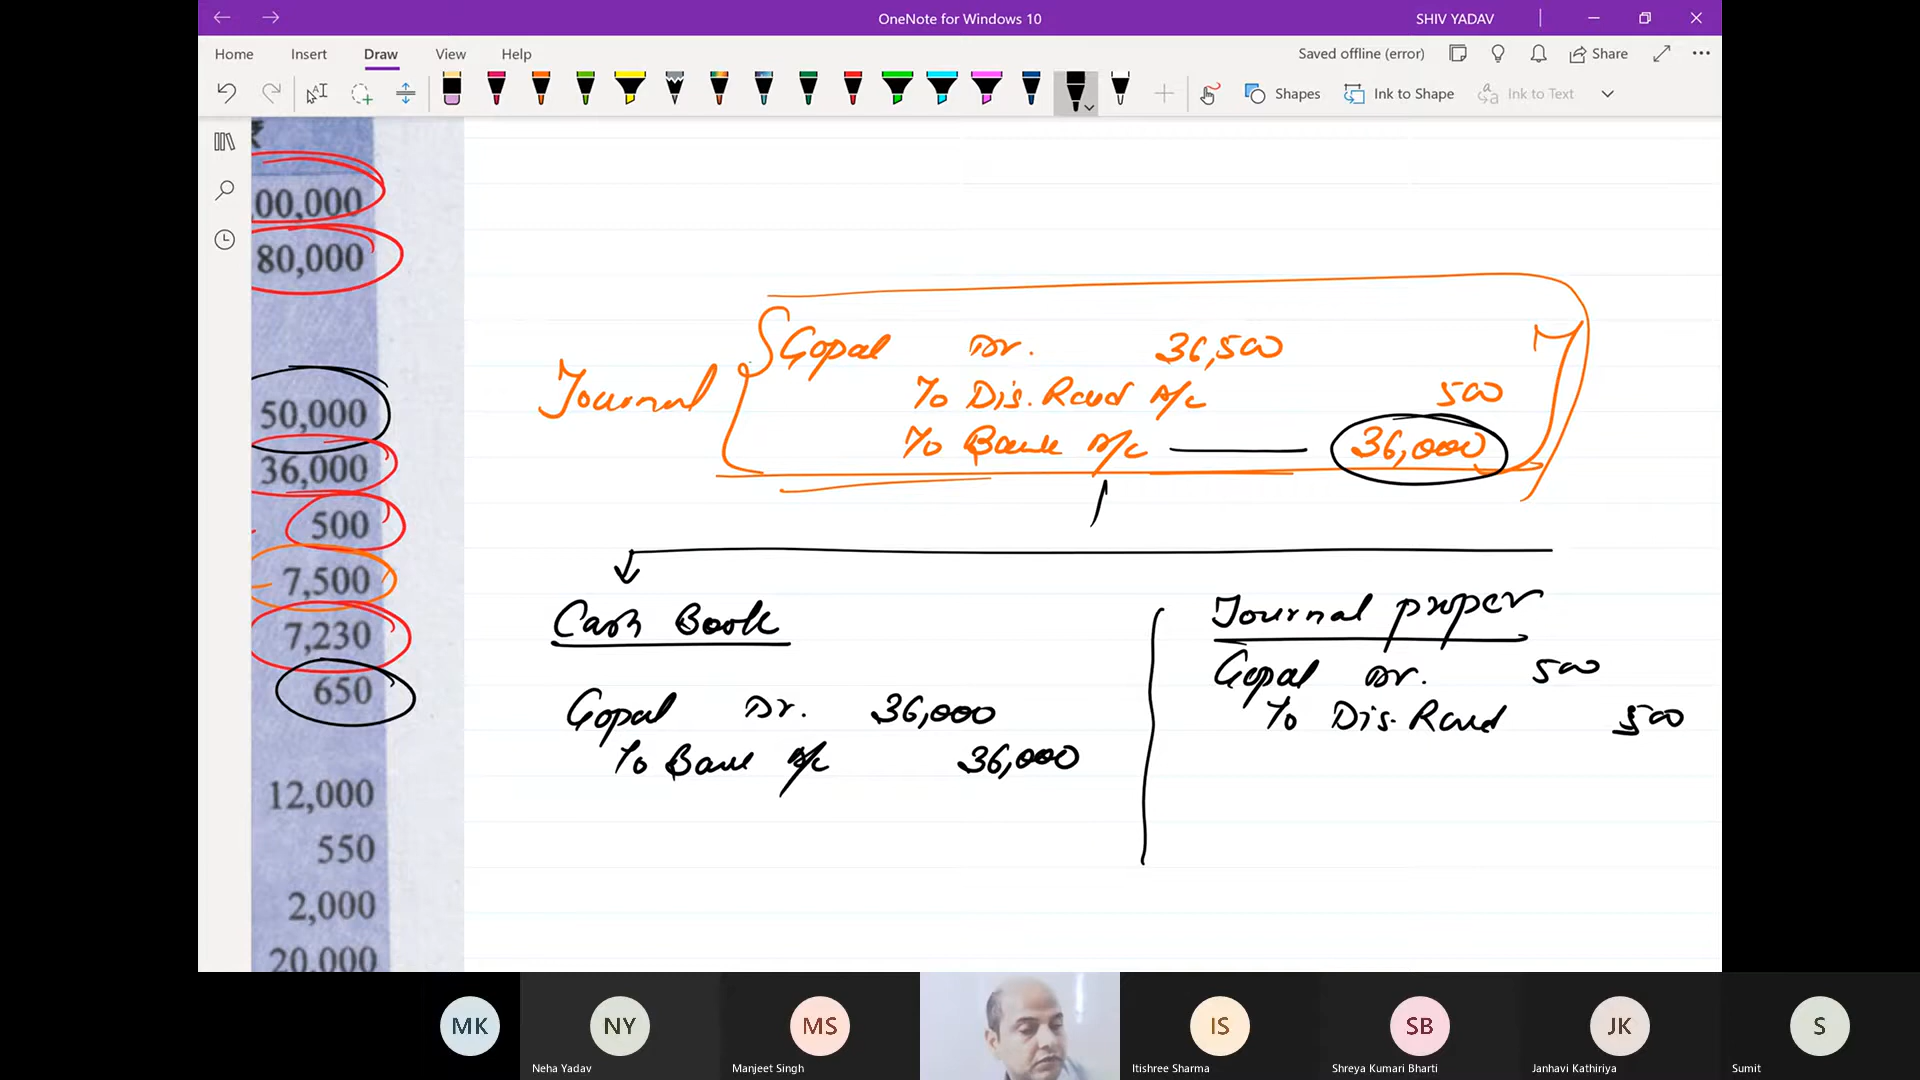 OneNote for Windows 10
SHIV YADAV
Home Insert Draw View Help
Saved offline (error) Share
Shapes Ink to Shape Ink to Text
₹
00,000
80,000
50,000
36,000
500
7,500
7,230
650
12,000
550
2,000
20,000
Journal
Gopal Dr. 36,500
To Dis. Recd A/c 500
To Bank A/c 36,000
Cash Book
Gopal Dr. 36,000
To Bank A/c 36,000
Journal proper
Gopal Dr. 500
To Dis. Recd 500
MK NY MS IS SB JK S
Neha Yadav Manjeet Singh Itishree Sharma Shreya Kumari Bharti Janhavi Kathiriya Sumit